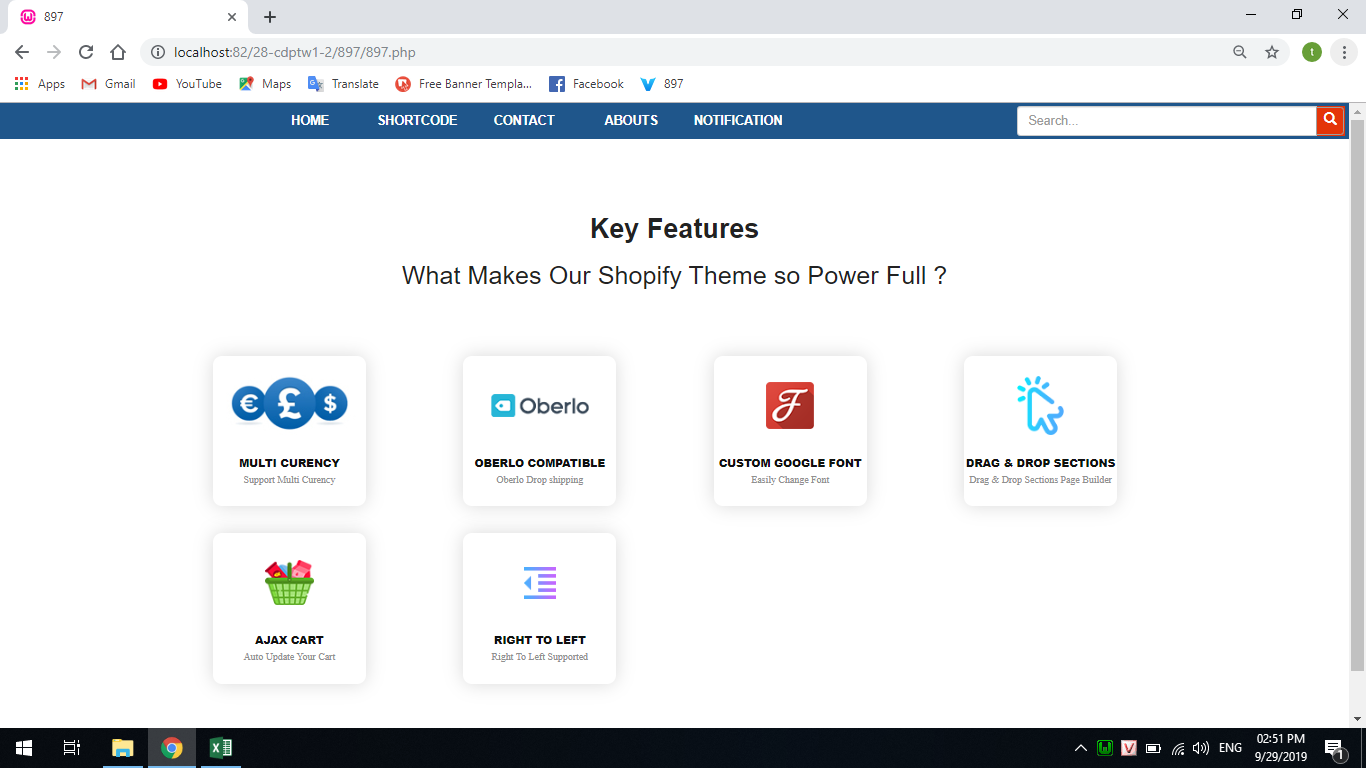 897
localhost:82/28-cdptw1-2/897/897.php
t
Apps Gmail YouTube Maps Translate Free Banner Templa... Facebook 897
HOME SHORTCODE CONTACT ABOUTS NOTIFICATION Search...
Key Features
What Makes Our Shopify Theme so Power Full ?
€ £ $
Oberlo
F
MULTI CURENCY
Support Multi Curency
OBERLO COMPATIBLE
Oberlo Drop shipping
CUSTOM GOOGLE FONT
Easily Change Font
DRAG & DROP SECTIONS
Drag & Drop Sections Page Builder
AJAX CART
Auto Update Your Cart
RIGHT TO LEFT
Right To Left Supported
ENG
02:51 PM
9/29/2019
1